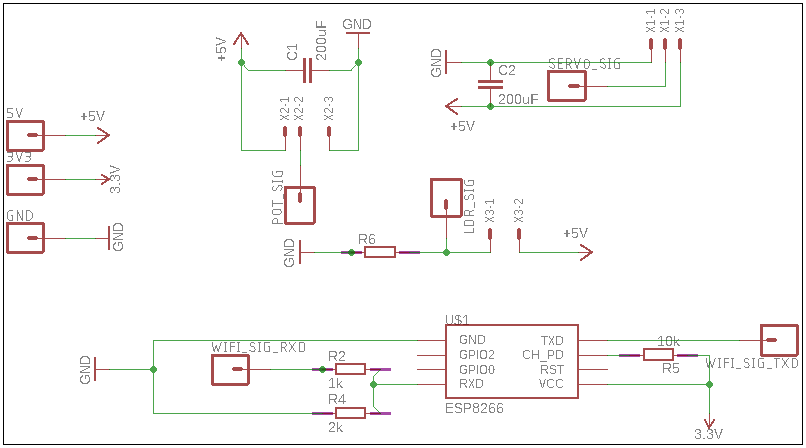 GND
X1-1
X1-2
X1-3
+5V
C1
200uF
GND
C2
SERVO_SIG
200uF
+5V
X2-1
X2-2
X2-3
5V
+5V
3V3
3.3V
GND
GND
POT_SIG
LDR_SIG
X3-1
X3-2
GND
R6
+5V
U$1
GND
TXD
GPIO2
CH_PD
GPIO0
RST
RXD
VCC
ESP8266
10k
R5
WIFI_SIG_TXD
WIFI_SIG_RXD
R2
1k
GND
R4
2k
3.3V